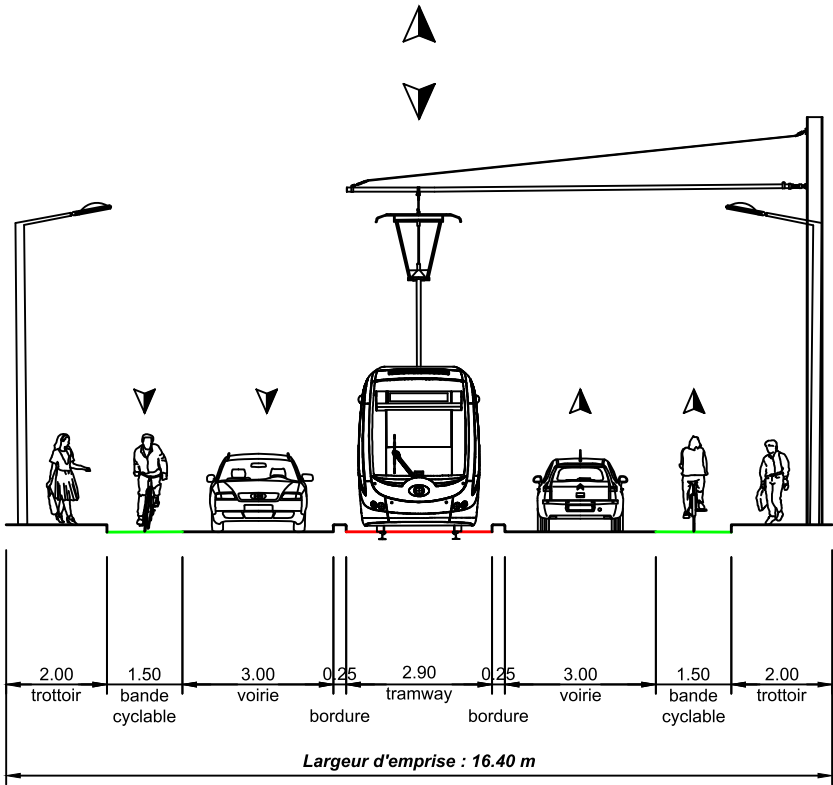 2.00 1.50 3.00 0.25 2.90 0.25 3.00 1.50 2.00
trottoir bande voirie tramway voirie bande trottoir
cyclable bordure bordure cyclable
Largeur d'emprise : 16.40 m